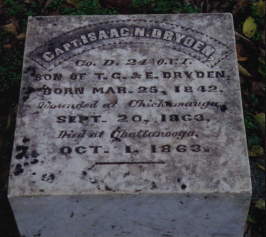 CAPT. ISAAC N. DRYDEN,
Co. D. 24 O.V.I.
SON OF T. G. & E. DRYDEN,
BORN MAR. 25, 1842.
Wounded at Chickamauga
SEPT. 20, 1863.
Died at Chattanooga,
OCT. 1, 1863.